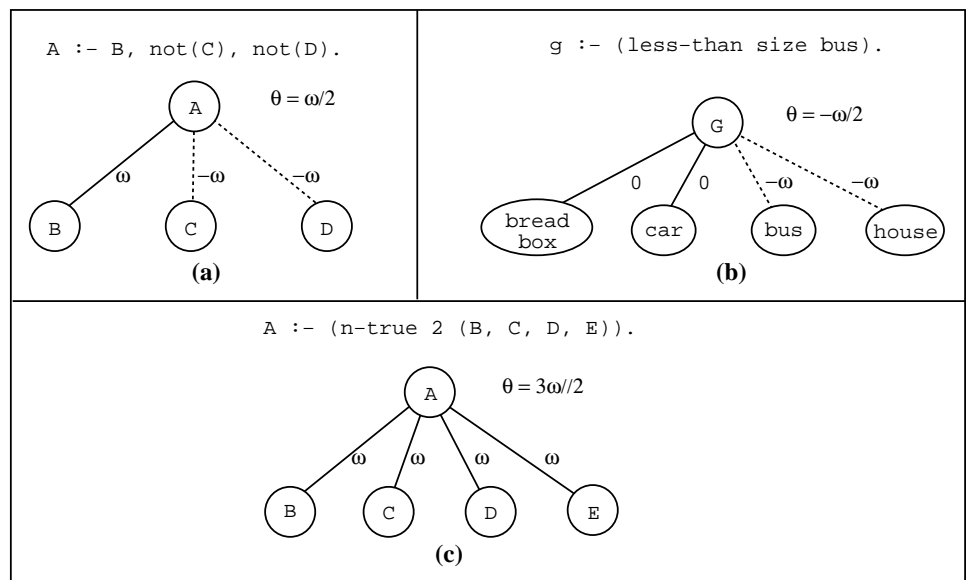 A :- B, not(C), not(D).
θ = ω/2
A
ω
−ω
−ω
B
C
D
(a)
g :- (less-than size bus).
θ = −ω/2
G
0
0
−ω
−ω
bread
box
car
bus
house
(b)
A :- (n-true 2 (B, C, D, E)).
θ = 3ω//2
A
ω
ω
ω
ω
B
C
D
E
(c)